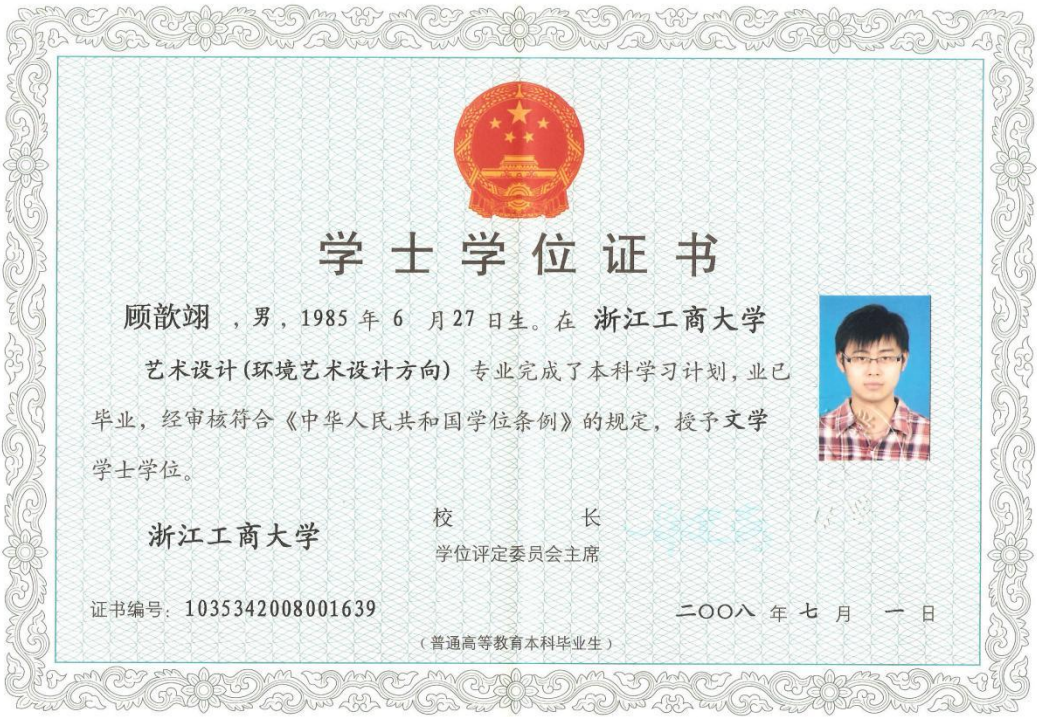 学士学位证书
顾歆翊，男，1985 年 6 月27 日生。在 浙江工商大学
艺术设计(环境艺术设计方向) 专业完成了本科学习计划，业已
毕业，经审核符合《中华人民共和国学位条例》的规定，授予文学
学士学位。
浙江工商大学
校 长
学位评定委员会主席
证书编号：1035342008001639
二〇〇八 年 七 月 一 日
（普通高等教育本科毕业生）